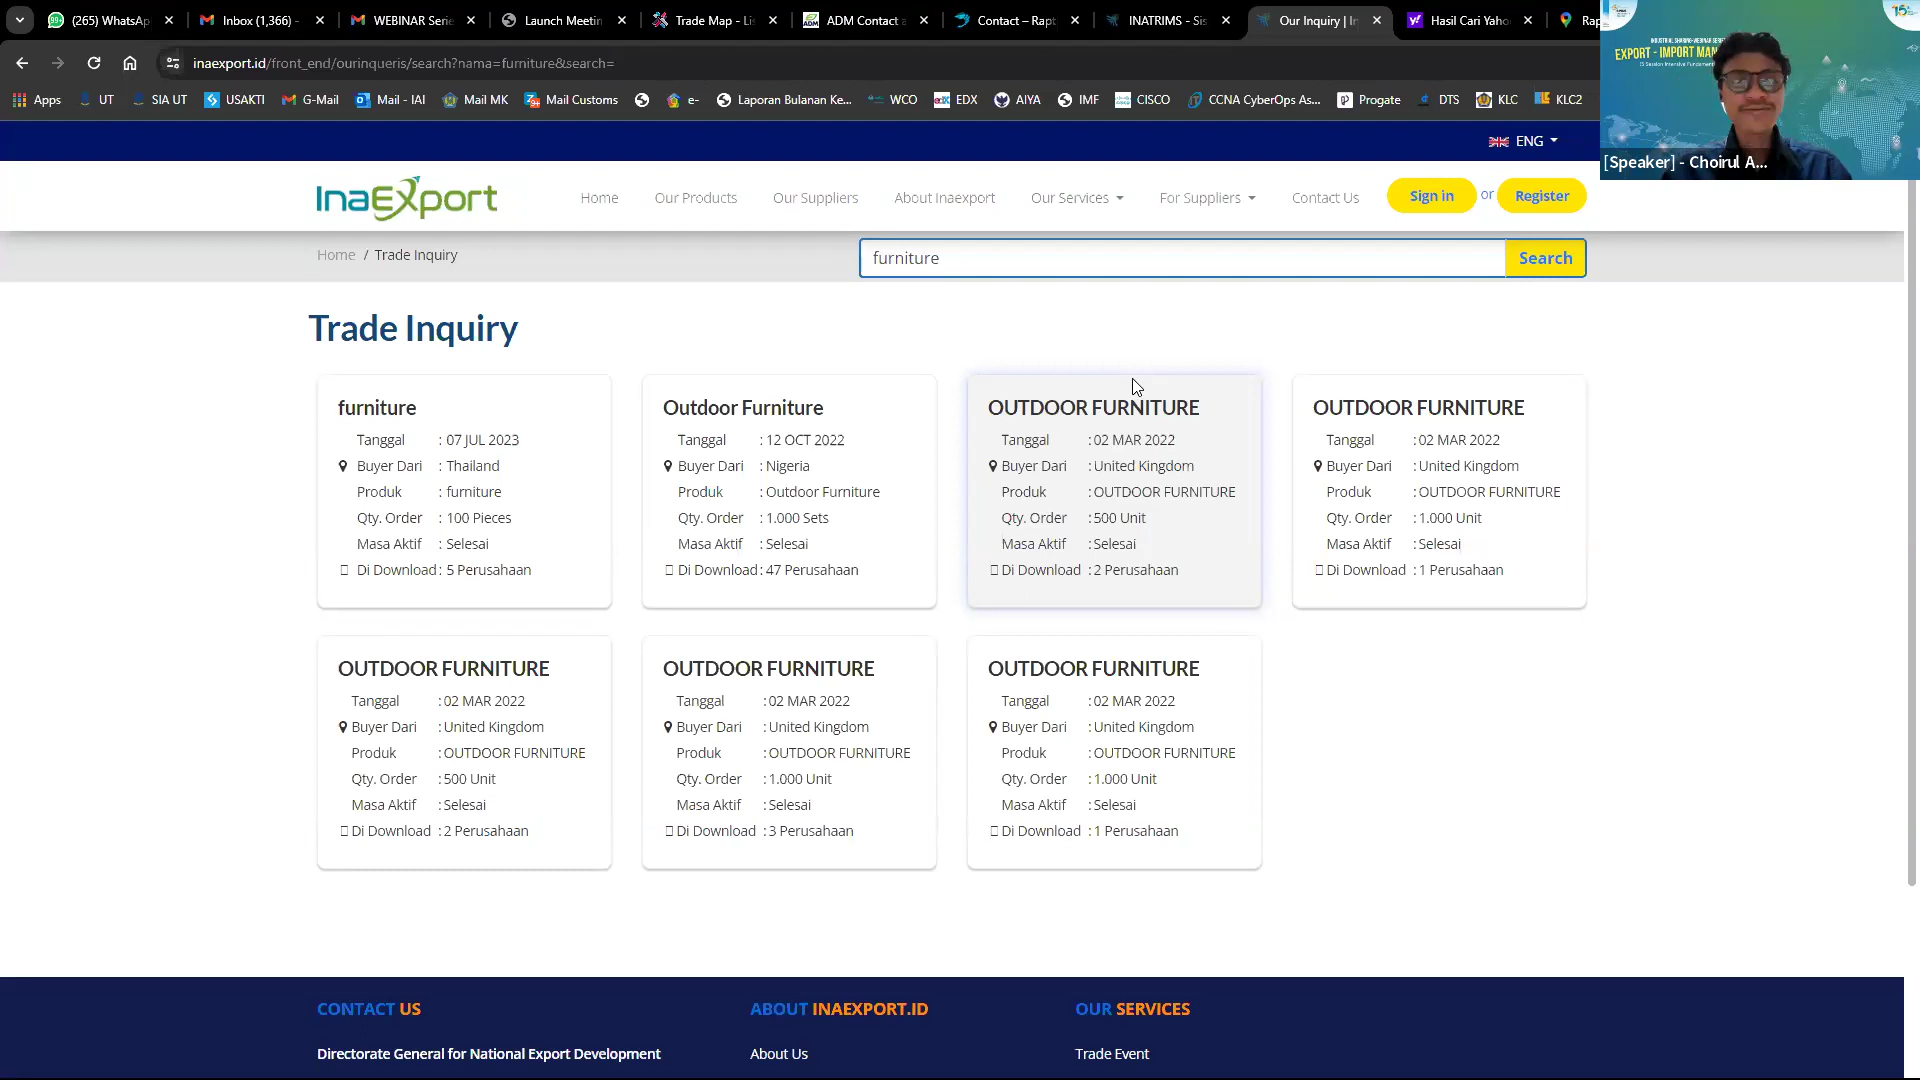 (265) WhatsAp
Inbox (1,366) -
WEBINAR Serie
Launch Meetin
Trade Map - Lis
ADM Contact a
Contact – Rapt
INATRIMS - Sis
Our Inquiry | In
Hasil Cari Yaho
Rap
inaexport.id/front_end/ourinqueris/search?nama=furniture&search=
Apps
UT
SIA UT
USAKTI
G-Mail
Mail - IAI
Mail MK
Mail Customs
e-
Laporan Bulanan Ke...
WCO
EDX
AIYA
IMF
CISCO
CCNA CyberOps As...
Progate
DTS
KLC
KLC2
EXPORT - IMPORT MAN
[Speaker] - Choirul A...
ENG
InaExport
Home
Our Products
Our Suppliers
About Inaexport
Our Services
For Suppliers
Contact Us
Sign in or Register
Home / Trade Inquiry
furniture
Search
Trade Inquiry
furniture
Tanggal : 07 JUL 2023
Buyer Dari : Thailand
Produk : furniture
Qty. Order : 100 Pieces
Masa Aktif : Selesai
Di Download : 5 Perusahaan
Outdoor Furniture
Tanggal : 12 OCT 2022
Buyer Dari : Nigeria
Produk : Outdoor Furniture
Qty. Order : 1.000 Sets
Masa Aktif : Selesai
Di Download : 47 Perusahaan
OUTDOOR FURNITURE
Tanggal : 02 MAR 2022
Buyer Dari : United Kingdom
Produk : OUTDOOR FURNITURE
Qty. Order : 500 Unit
Masa Aktif : Selesai
Di Download : 2 Perusahaan
OUTDOOR FURNITURE
Tanggal : 02 MAR 2022
Buyer Dari : United Kingdom
Produk : OUTDOOR FURNITURE
Qty. Order : 1.000 Unit
Masa Aktif : Selesai
Di Download : 1 Perusahaan
OUTDOOR FURNITURE
Tanggal : 02 MAR 2022
Buyer Dari : United Kingdom
Produk : OUTDOOR FURNITURE
Qty. Order : 500 Unit
Masa Aktif : Selesai
Di Download : 2 Perusahaan
OUTDOOR FURNITURE
Tanggal : 02 MAR 2022
Buyer Dari : United Kingdom
Produk : OUTDOOR FURNITURE
Qty. Order : 1.000 Unit
Masa Aktif : Selesai
Di Download : 3 Perusahaan
OUTDOOR FURNITURE
Tanggal : 02 MAR 2022
Buyer Dari : United Kingdom
Produk : OUTDOOR FURNITURE
Qty. Order : 1.000 Unit
Masa Aktif : Selesai
Di Download : 1 Perusahaan
CONTACT US
Directorate General for National Export Development
ABOUT INAEXPORT.ID
About Us
OUR SERVICES
Trade Event